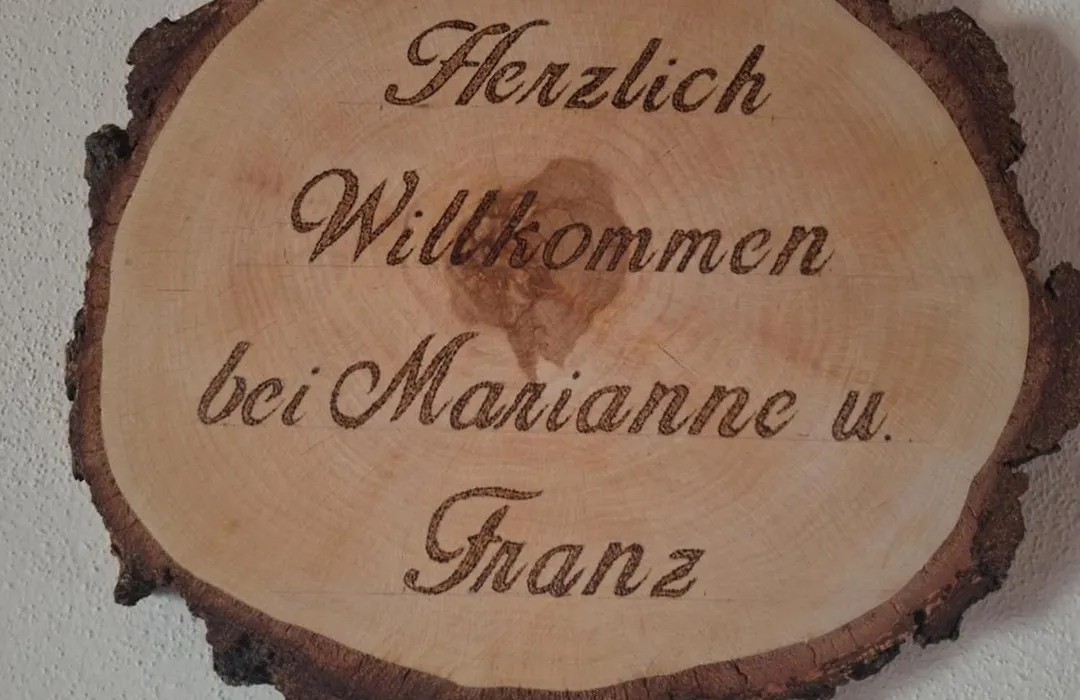 Herzlich
Willkommen
bei Marianne u.
Franz